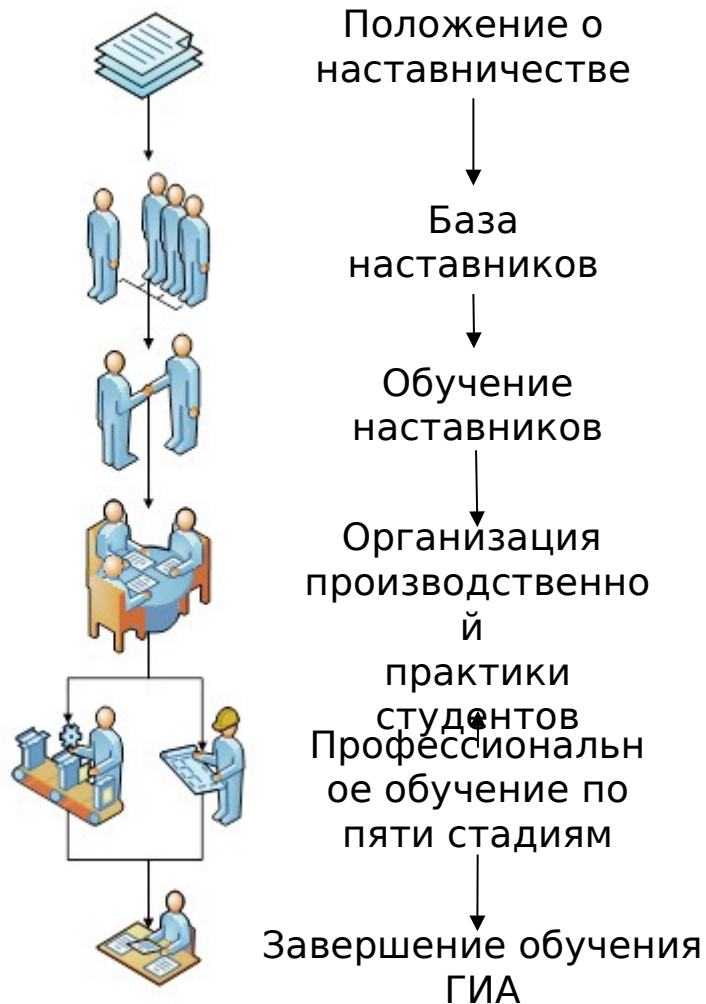 Положение о
наставничестве
База
наставников
Обучение
наставников
Организация
производственно
й
практики
студентов
Профессиональн
ое обучение по
пяти стадиям
Завершение обучения
ГИА